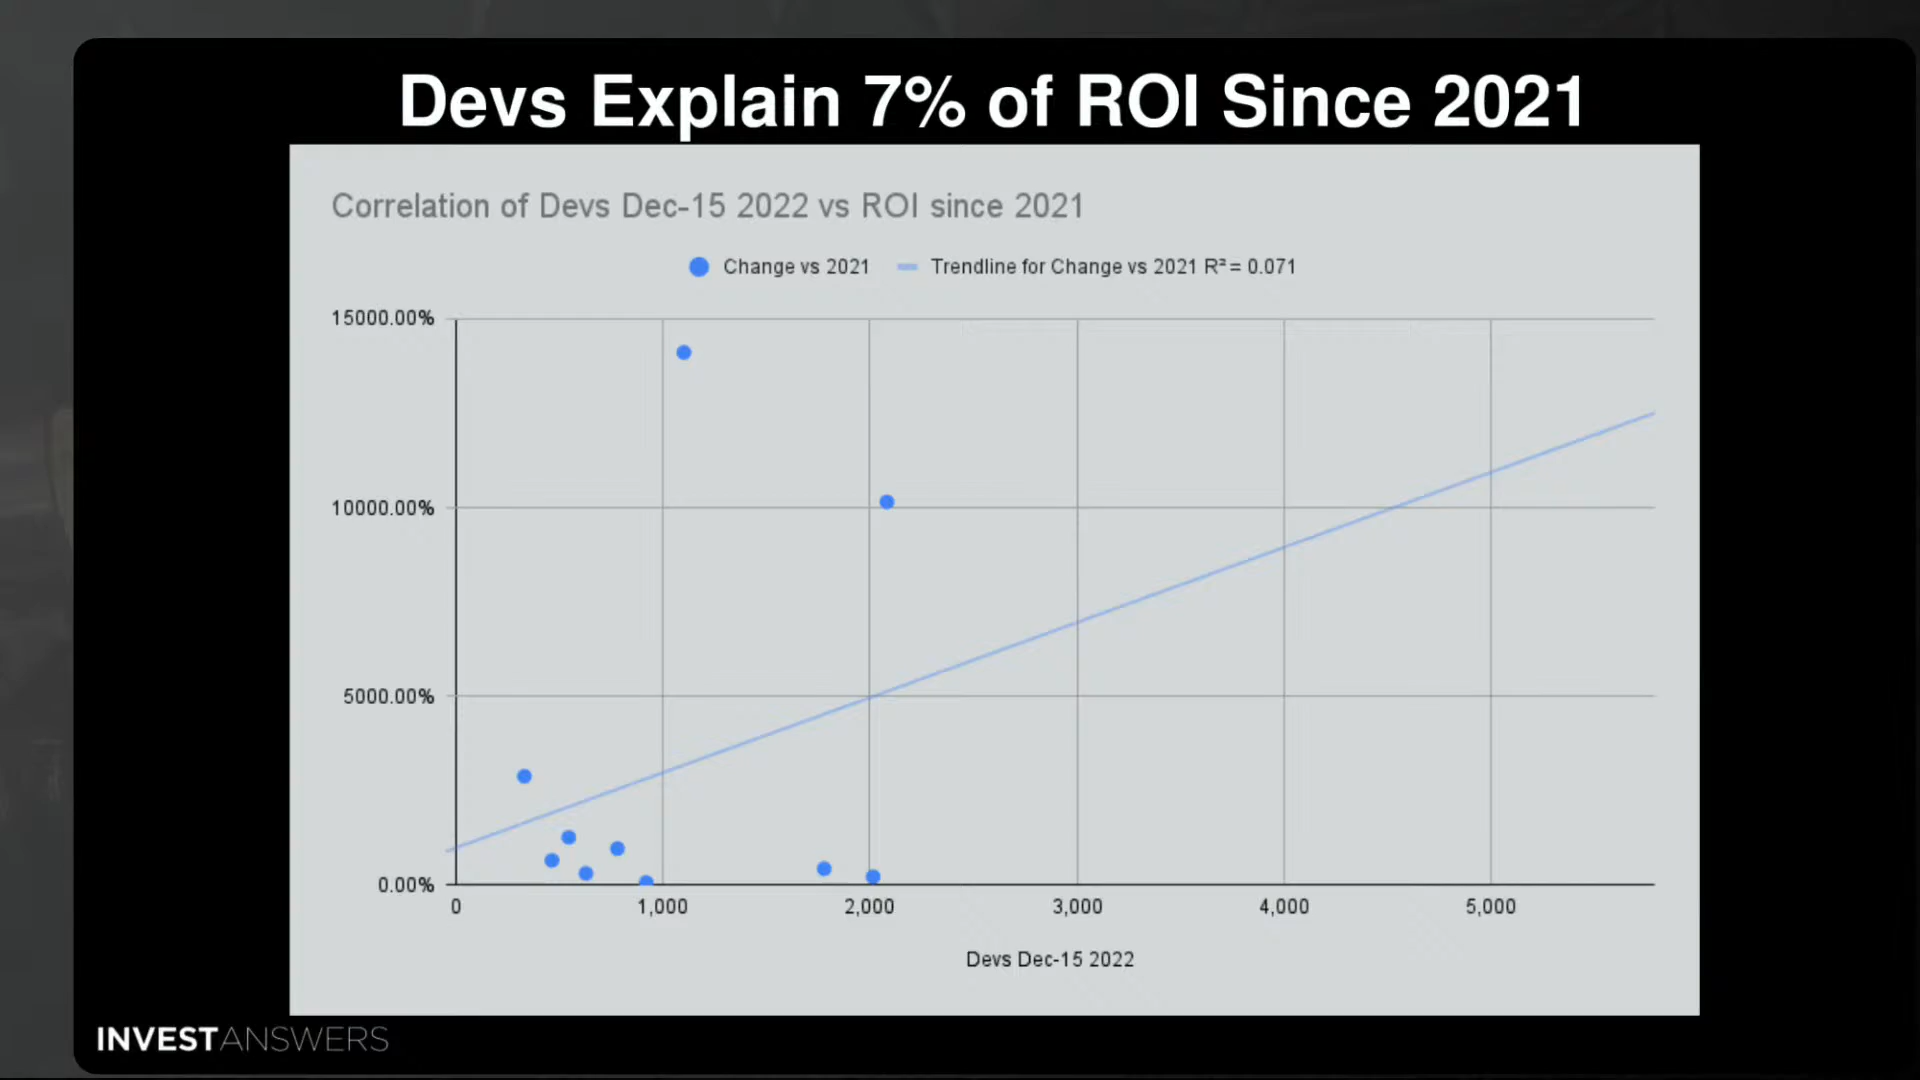 Devs Explain 7% of ROI Since 2021
Correlation of Devs Dec-15 2022 vs ROI since 2021
Change vs 2021 Trendline for Change vs 2021 R² = 0.071
15000.00%
10000.00%
5000.00%
0.00%
0 1,000 2,000 3,000 4,000 5,000
Devs Dec-15 2022
INVESTANSWERS